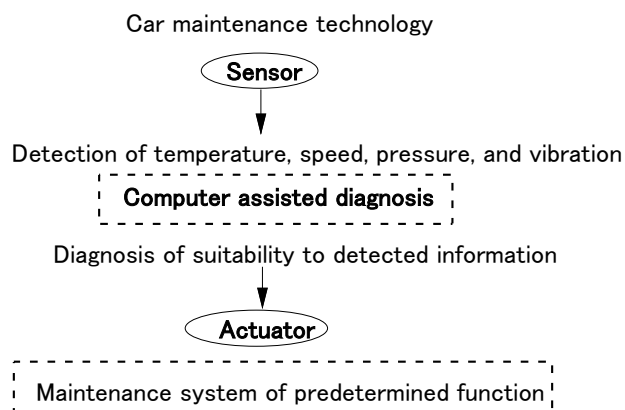 Car maintenance technology
Sensor
Detection of temperature, speed, pressure, and vibration
Computer assisted diagnosis
Diagnosis of suitability to detected information
Actuator
Maintenance system of predetermined function